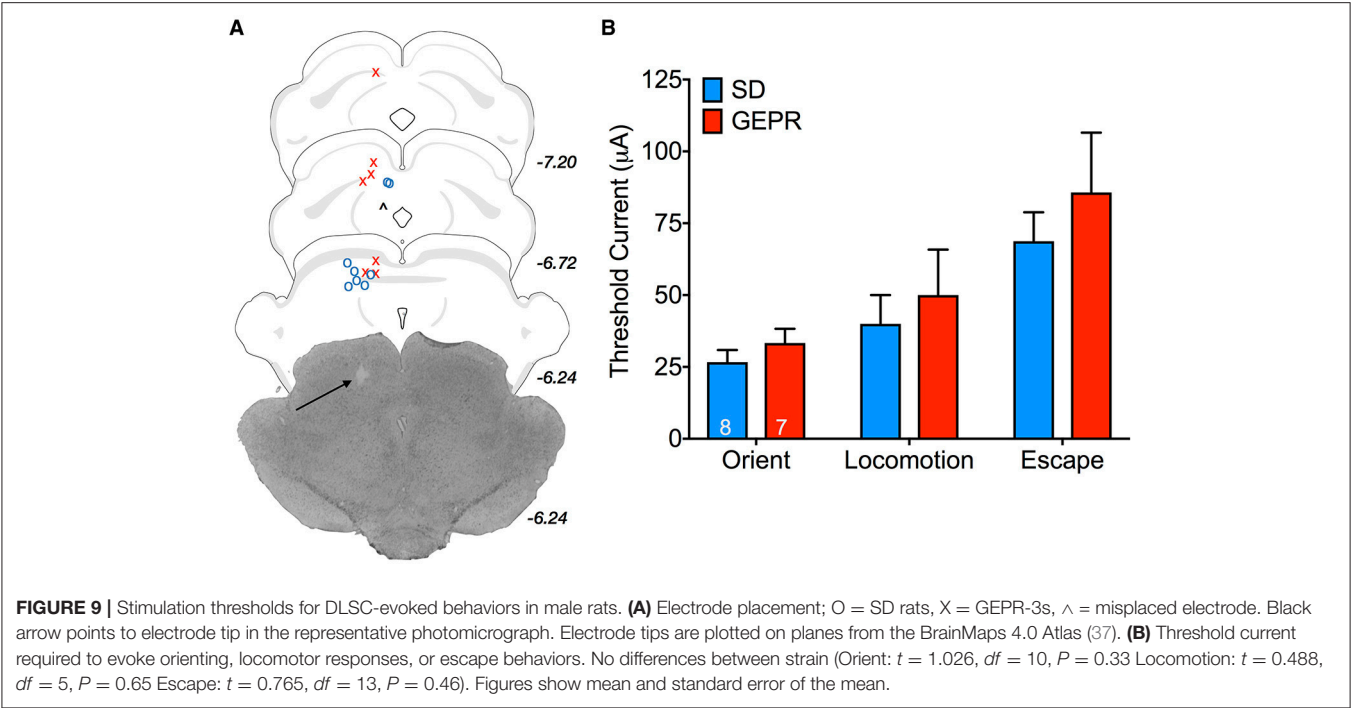 A
x
-7.20
x
x
x
OO
^
-6.72
O
x
O
x
x
O
O
O
O
-6.24
-6.24
B
125
100
75
50
25
0
Threshold Current (µA)
SD
GEPR
8
7
Orient
Locomotion
Escape
FIGURE 9 | Stimulation thresholds for DLSC-evoked behaviors in male rats. (A) Electrode placement; O = SD rats, X = GEPR-3s, ∧ = misplaced electrode. Black
arrow points to electrode tip in the representative photomicrograph. Electrode tips are plotted on planes from the BrainMaps 4.0 Atlas (37). (B) Threshold current
required to evoke orienting, locomotor responses, or escape behaviors. No differences between strain (Orient: t = 1.026, df = 10, P = 0.33 Locomotion: t = 0.488,
df = 5, P = 0.65 Escape: t = 0.765, df = 13, P = 0.46). Figures show mean and standard error of the mean.